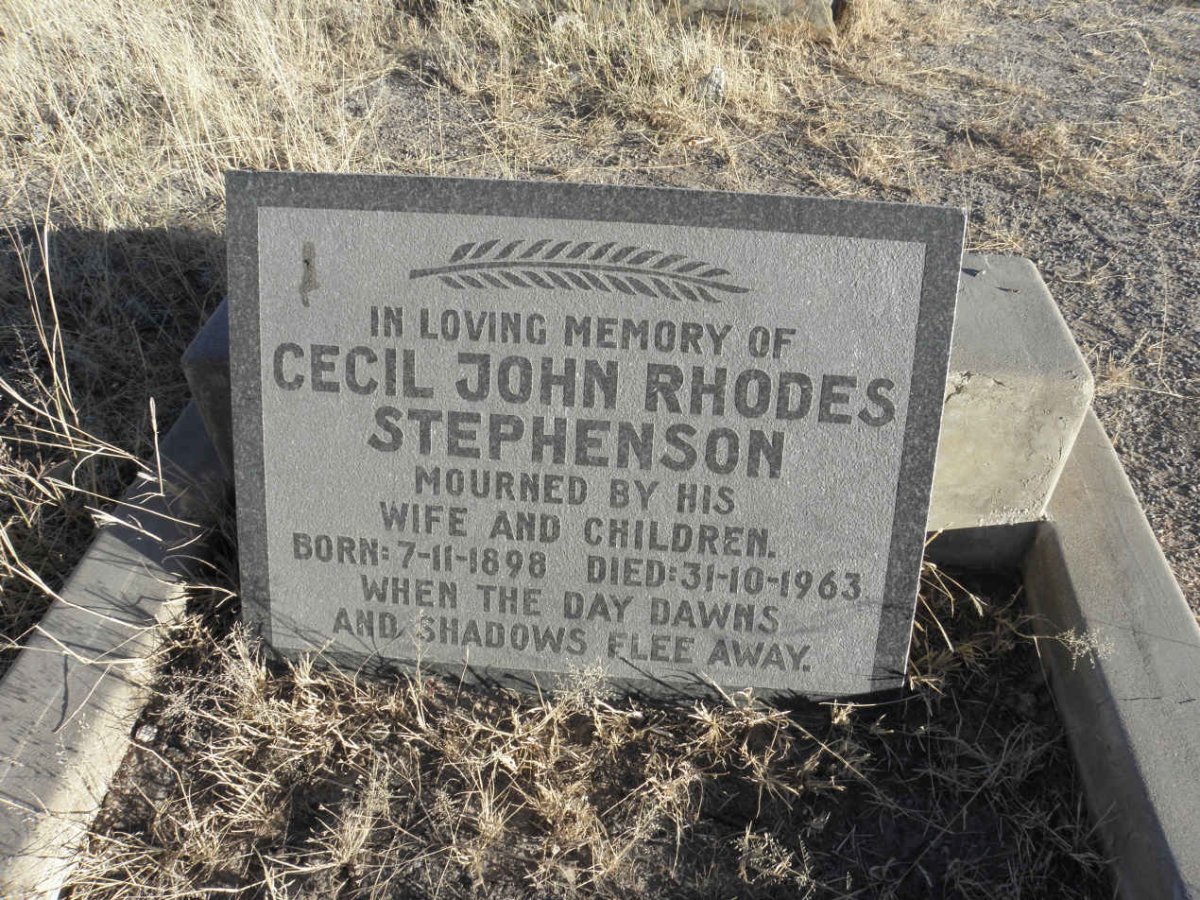 IN LOVING MEMORY OF
CECIL JOHN RHODES
STEPHENSON
MOURNED BY HIS
WIFE AND CHILDREN.
BORN: 7-11-1898 DIED: 31-10-1963.
WHEN THE DAY DAWNS
AND SHADOWS FLEE AWAY.